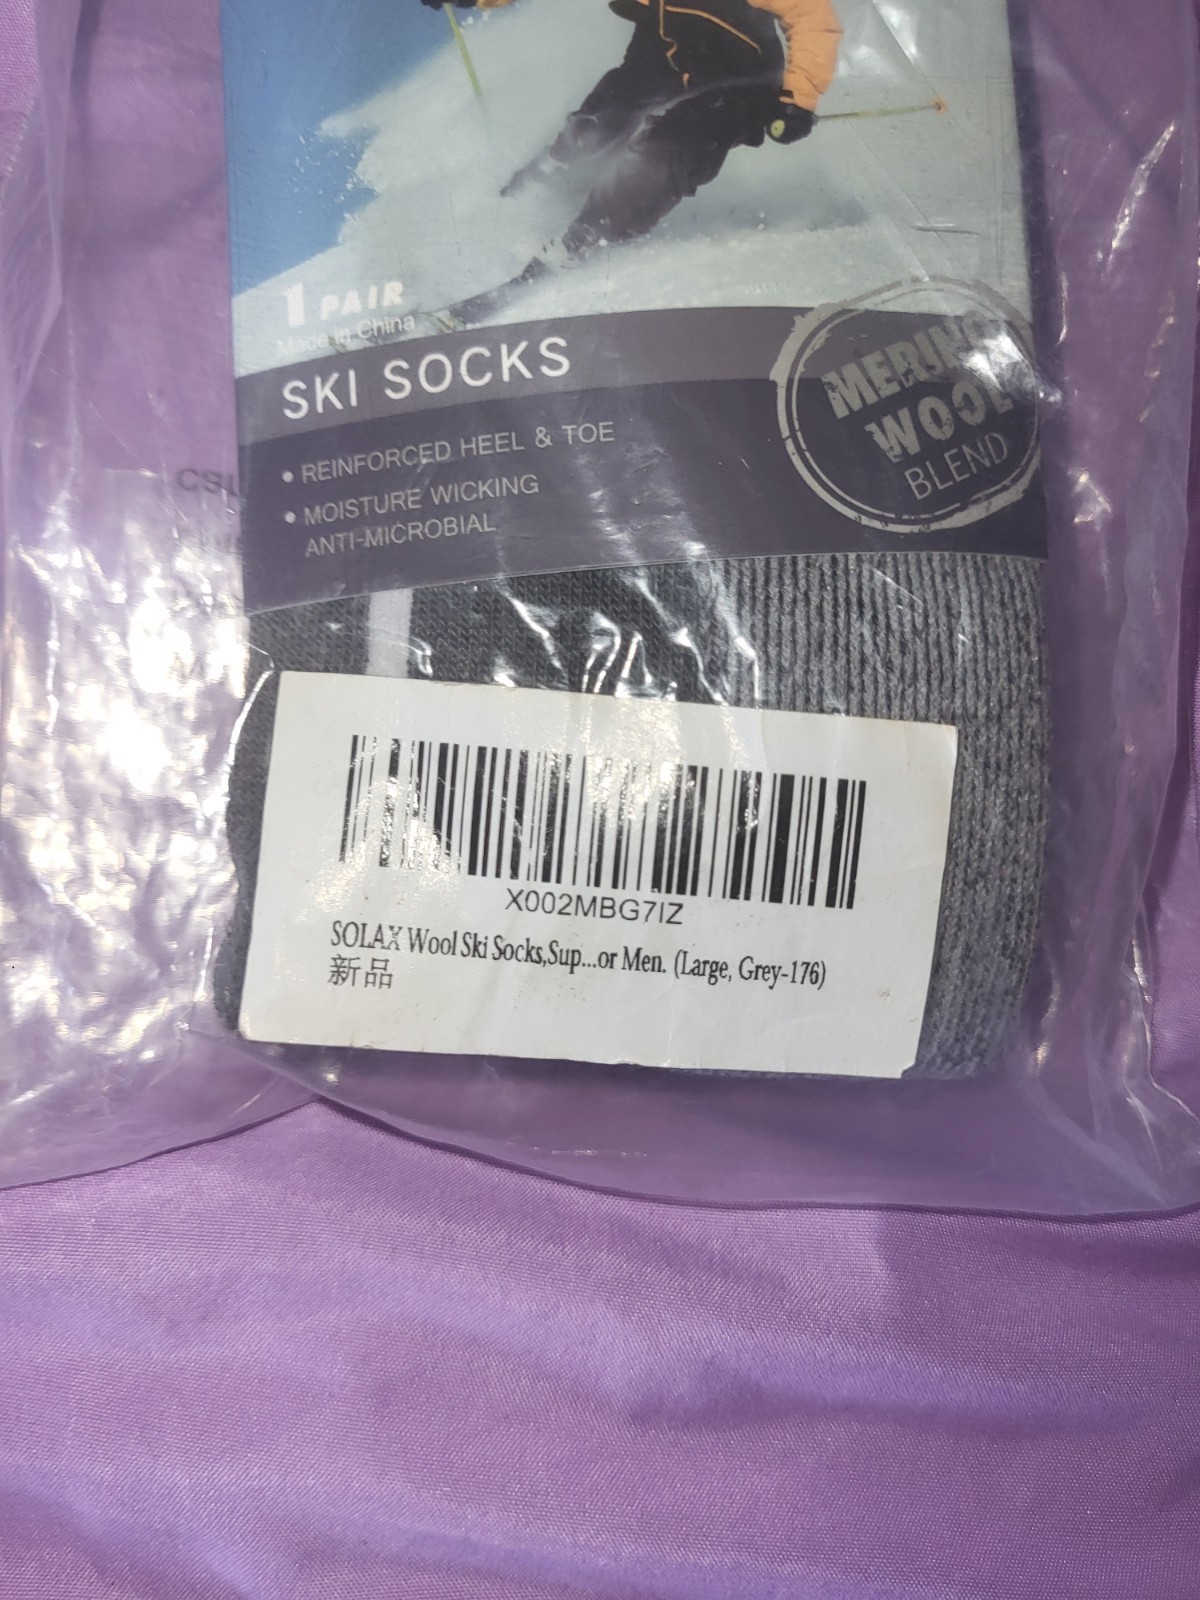 1 PAIR
Made in China
SKI SOCKS
• REINFORCED HEEL & TOE
• MOISTURE WICKING
ANTI-MICROBIAL
MERINO
WOOL
BLEND
X002MBG7IZ
SOLAX Wool Ski Socks,Sup...or Men. (Large, Grey-176)
新品